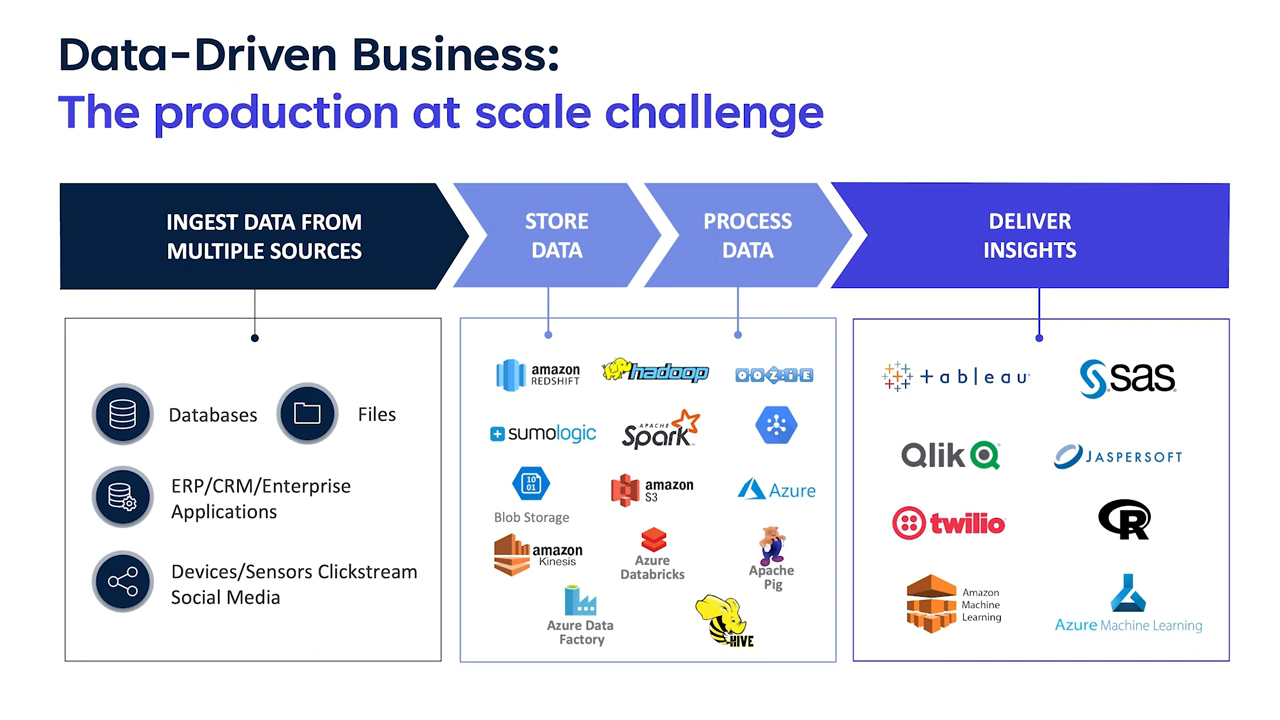 Data-Driven Business:
The production at scale challenge
INGEST DATA FROM
MULTIPLE SOURCES
STORE
DATA
PROCESS
DATA
DELIVER
INSIGHTS
Databases
Files
ERP/CRM/Enterprise
Applications
Devices/Sensors Clickstream
Social Media
amazon
REDSHIFT
hadoop
OOZIE
sumologic
APACHE
Spark
10
01
Blob Storage
amazon
S3
Azure
amazon
Kinesis
Azure
Databricks
Apache
Pig
Azure Data
Factory
HIVE
tableau
sas
Qlik
JASPERSOFT
twilio
R
Amazon
Machine
Learning
Azure Machine Learning